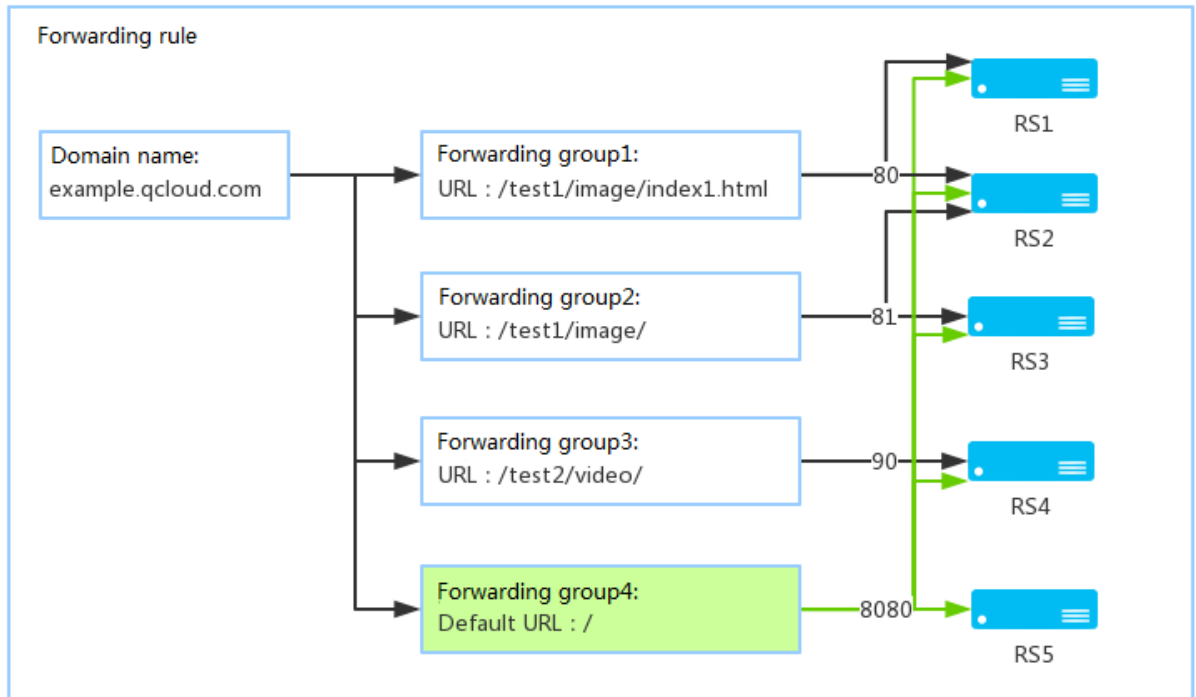 Forwarding rule
Domain name:
example.qcloud.com
Forwarding group1:
URL : /test1/image/index1.html
80
RS1
RS2
Forwarding group2:
URL : /test1/image/
81
RS3
Forwarding group3:
URL : /test2/video/
90
RS4
Forwarding group4:
Default URL : /
8080
RS5